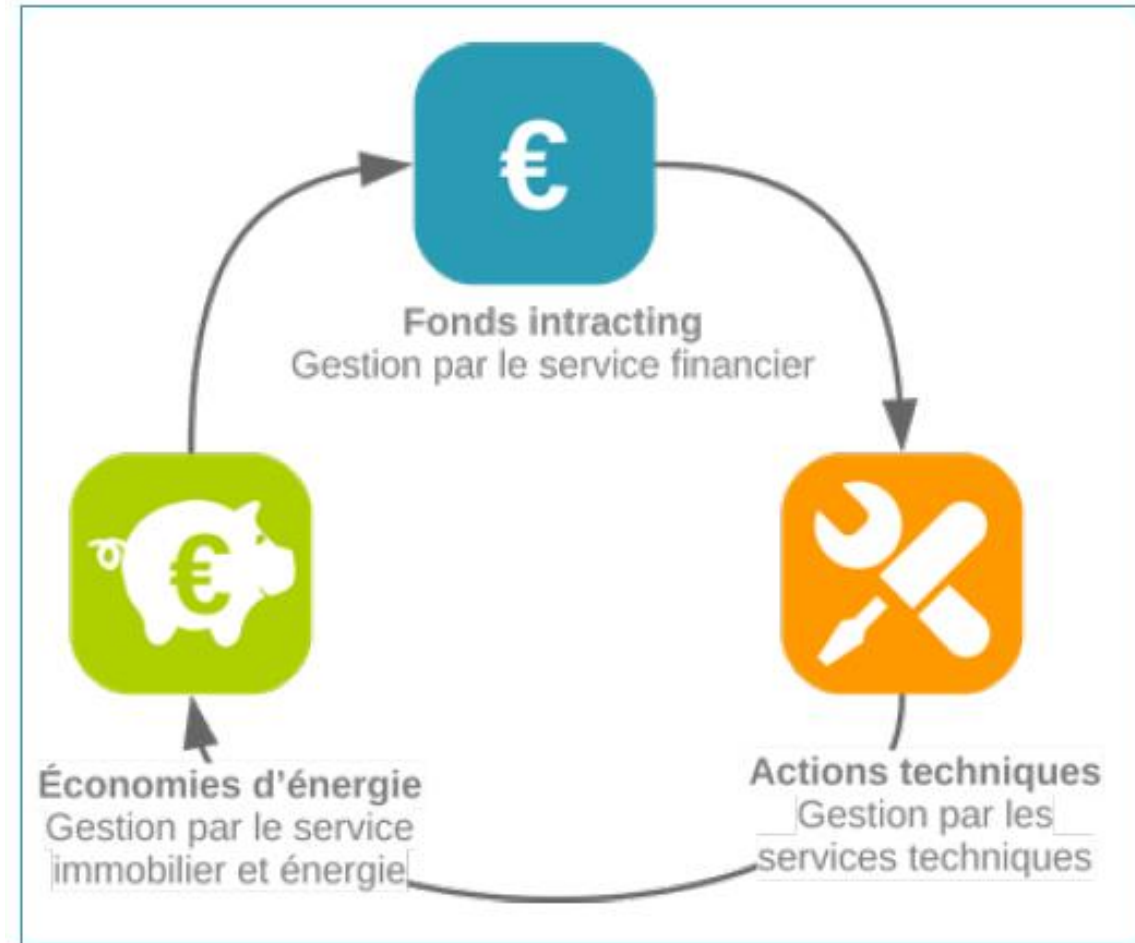 €
Fonds intracting
Gestion par le service financier
€
Économies d’énergie
Gestion par le service
immobilier et énergie
Actions techniques
Gestion par les
services techniques